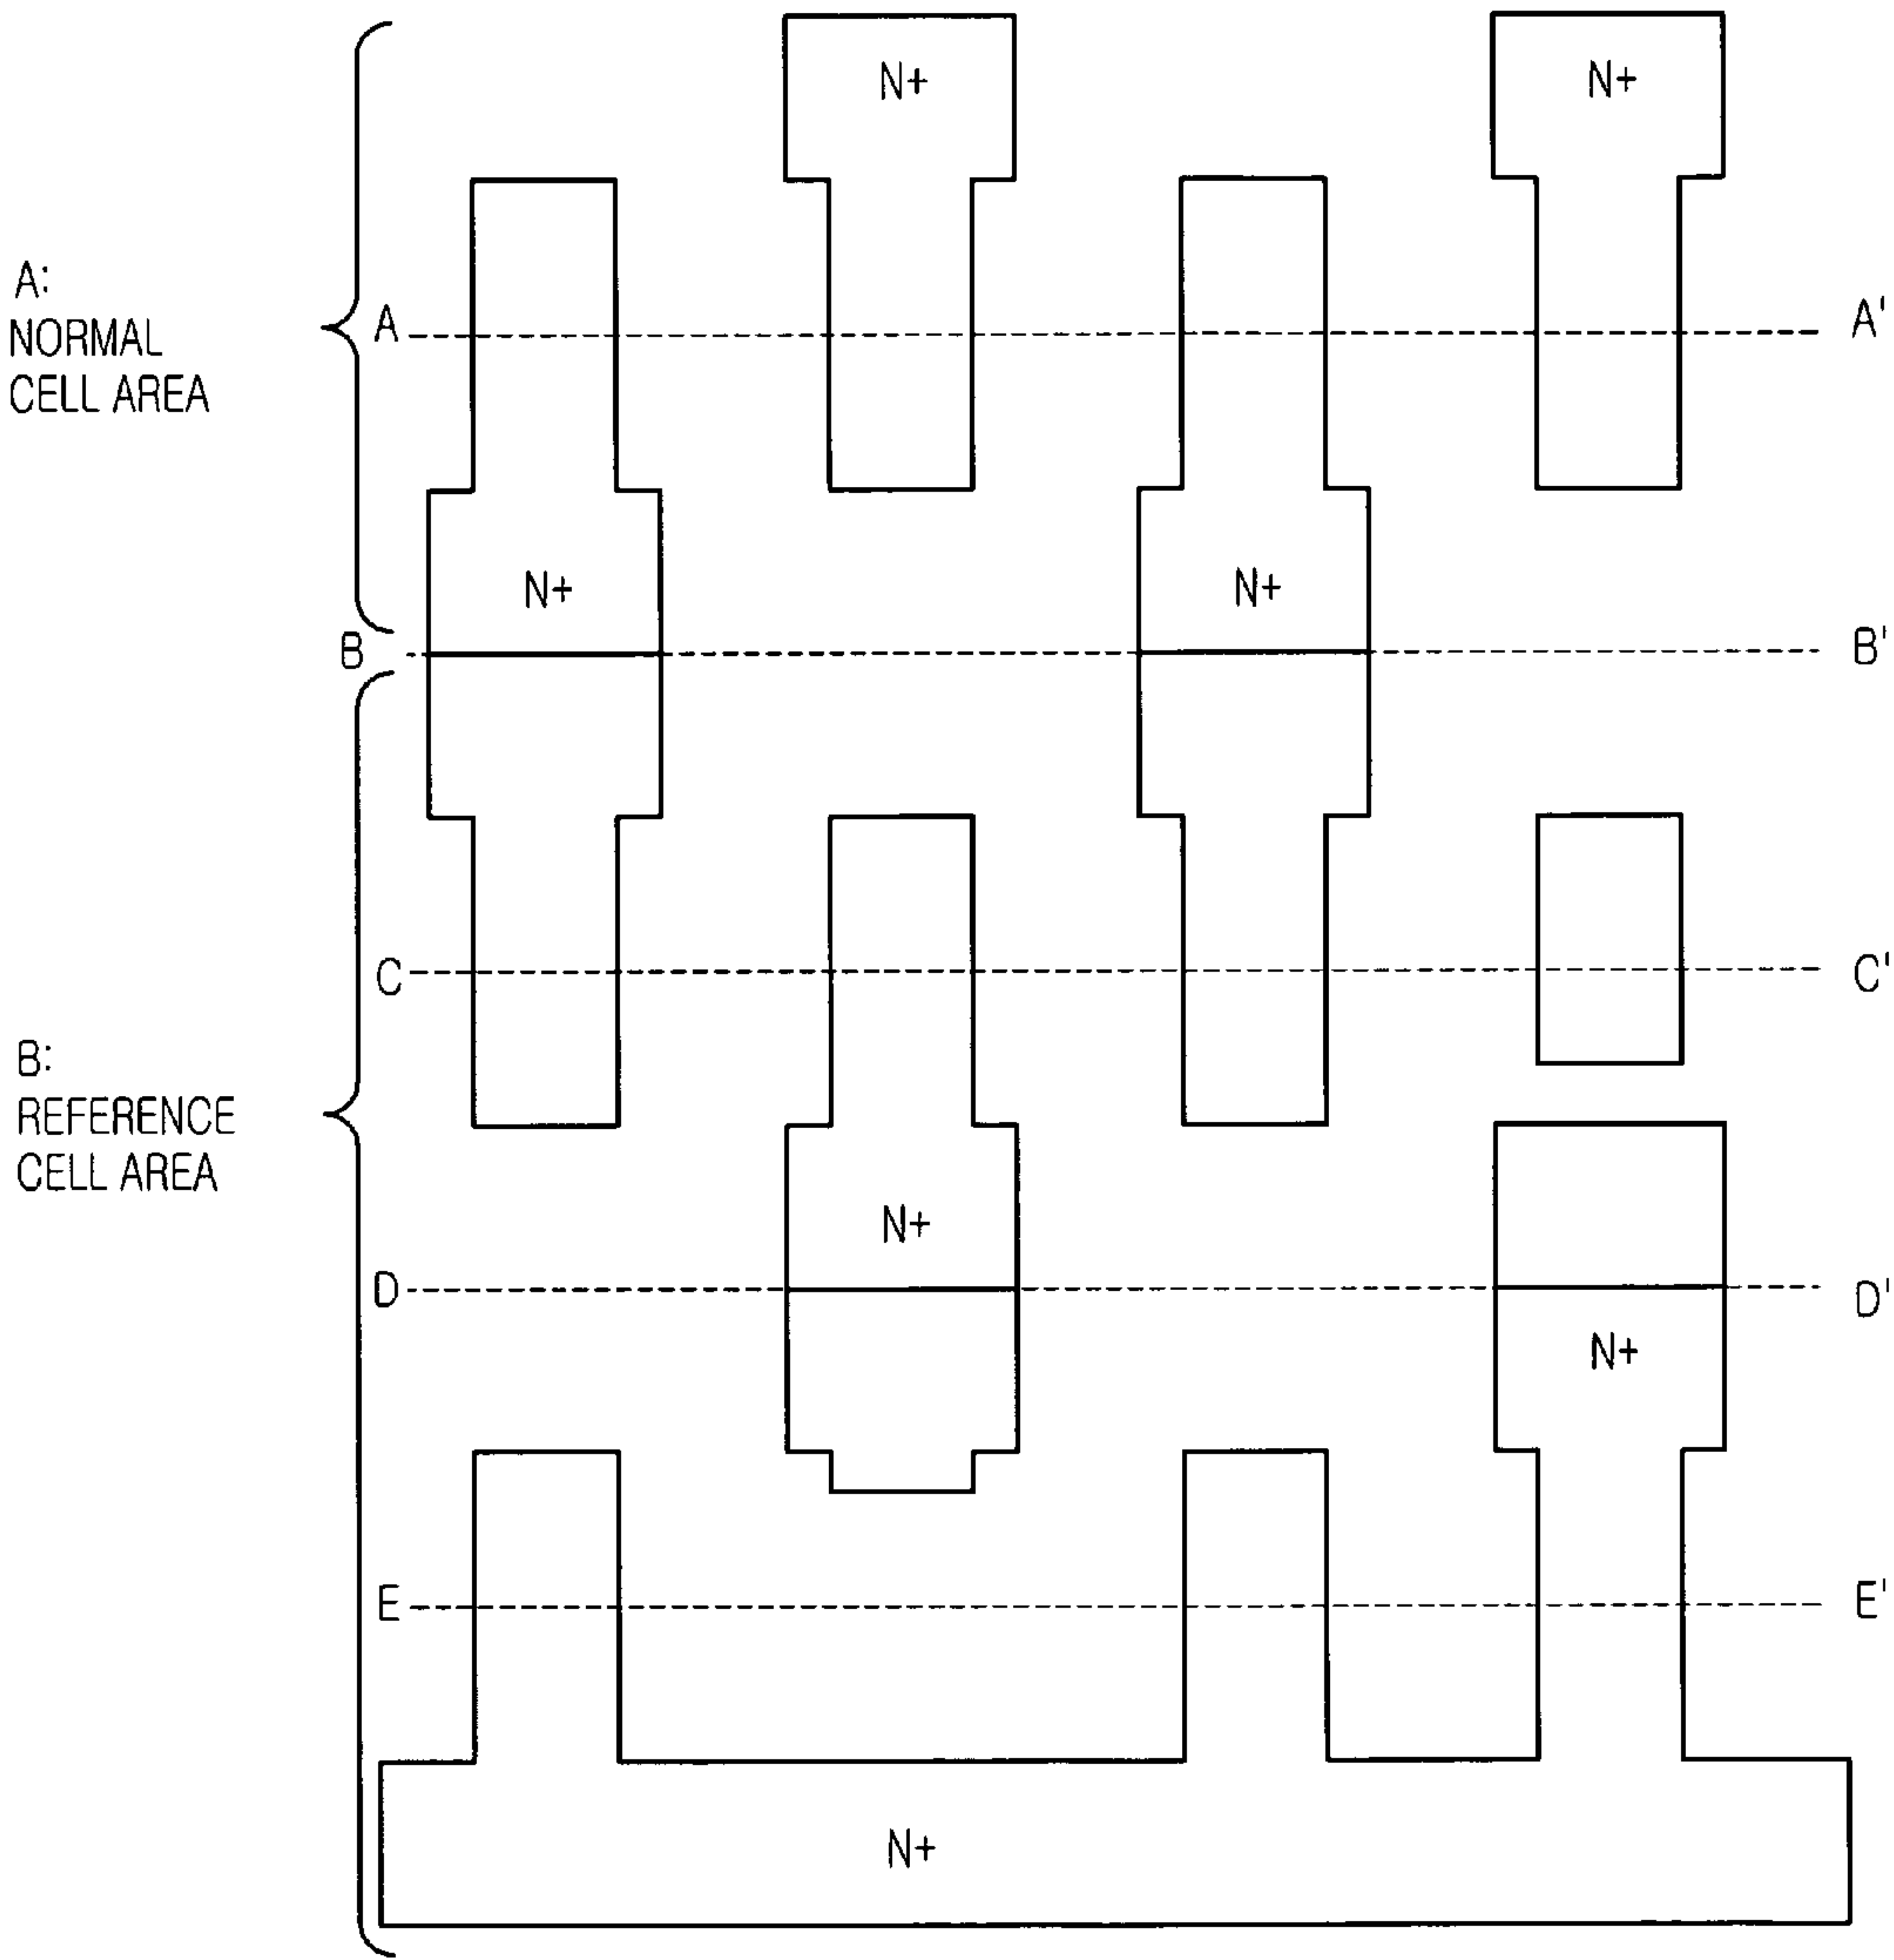 N+
N+
A:
NORMAL
CELL AREA
A
A'
N+
N+
B
B'
C
C'
B:
REFERENCE
CELL AREA
N+
D
D'
N+
E
E'
N+